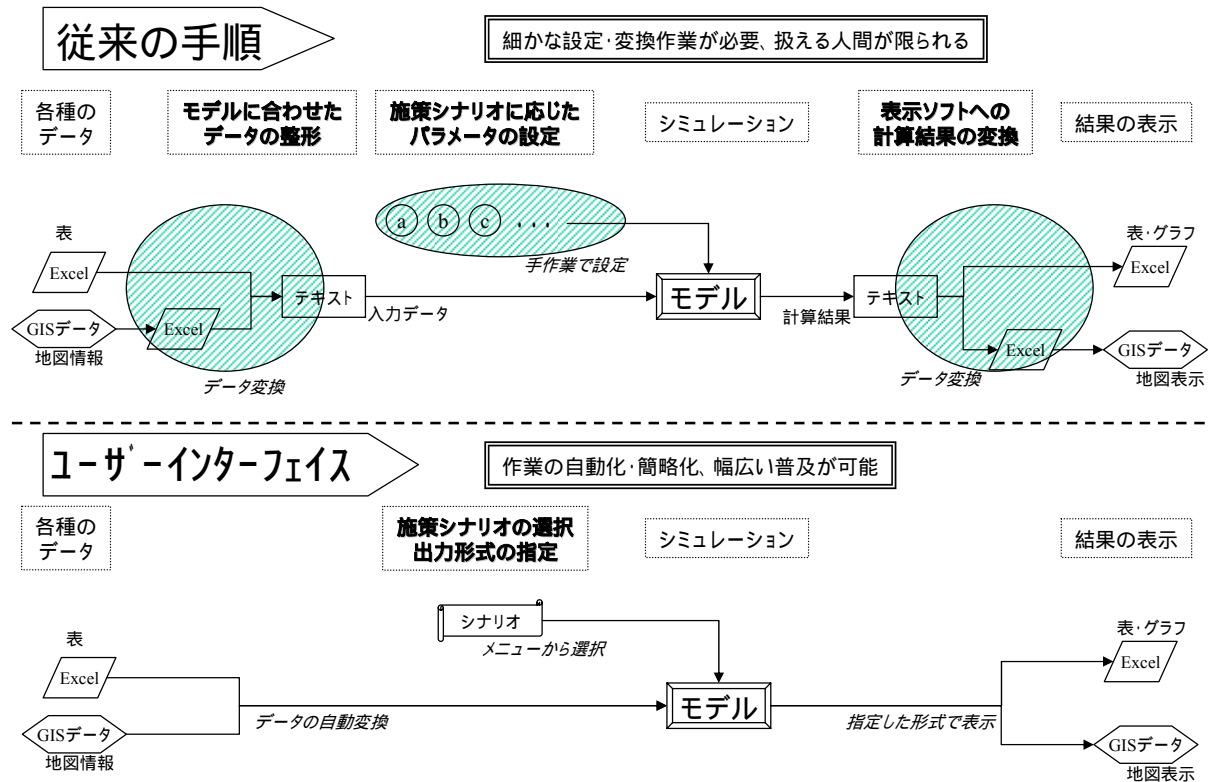 従来の手順
細かな設定・変換作業が必要、扱える人間が限られる
各種の
データ
モデルに合わせた
データの整形
施策シナリオに応じた
パラメータの設定
シミュレーション
表示ソフトへの
計算結果の変換
結果の表示
表
Excel
GISデータ
地図情報
Excel
テキスト
入力データ
データ変換
a b c ...
手作業で設定
モデル
計算結果
テキスト
Excel
データ変換
表・グラフ
Excel
GISデータ
地図表示
ユーザーインターフェイス
作業の自動化・簡略化、幅広い普及が可能
各種の
データ
施策シナリオの選択
出力形式の指定
シミュレーション
結果の表示
表
Excel
GISデータ
地図情報
データの自動変換
シナリオ
メニューから選択
モデル
指定した形式で表示
表・グラフ
Excel
GISデータ
地図表示